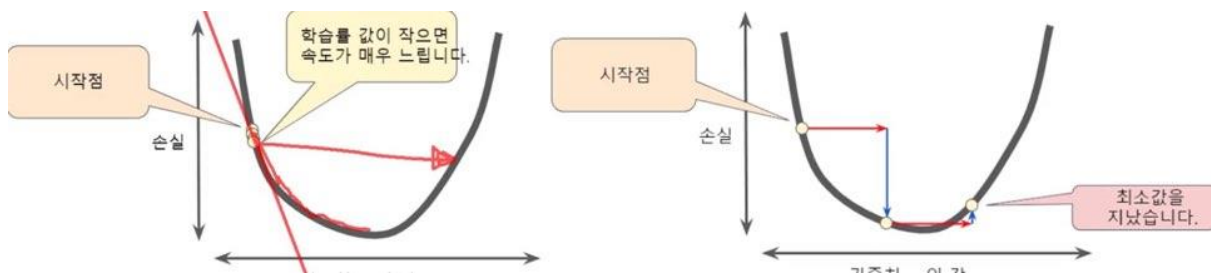 학습률 값이 작으면
속도가 매우 느립니다.
시작점
손실
시작점
손실
최소값을
지났습니다.